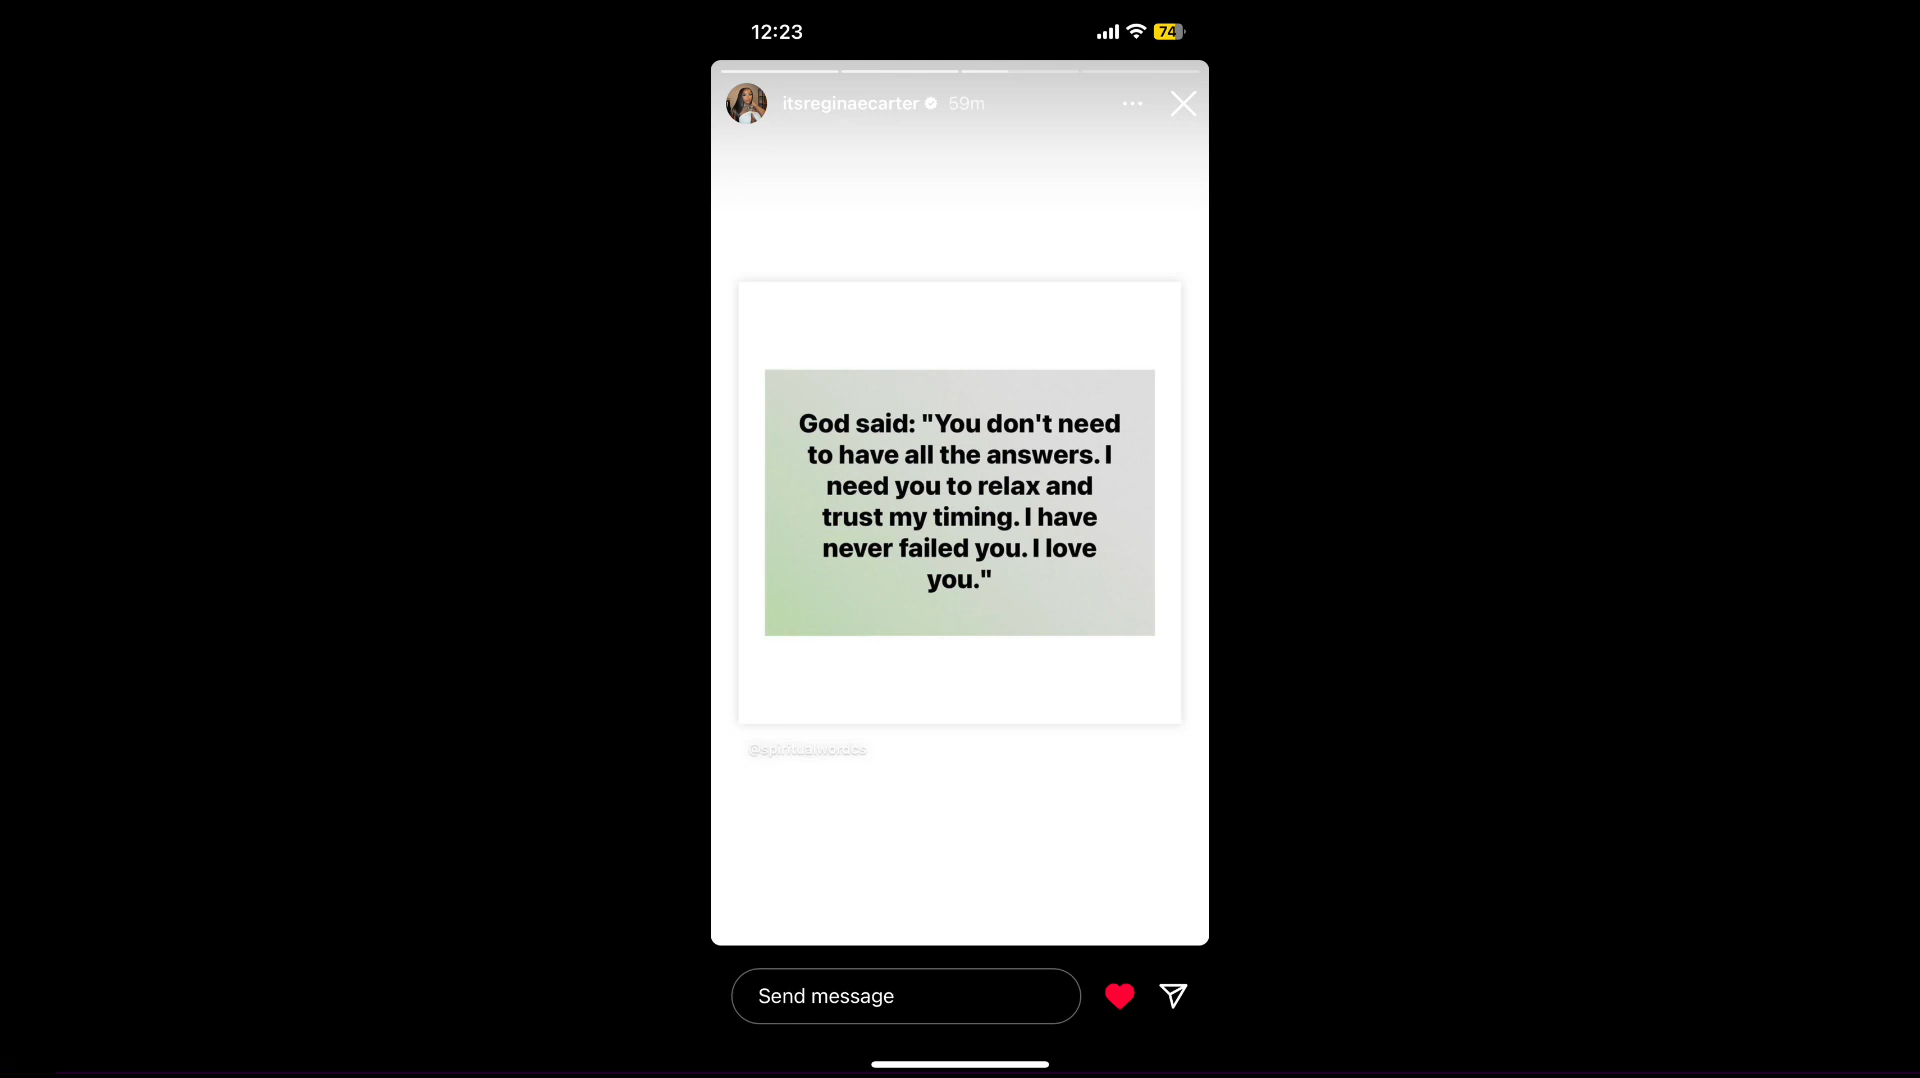 12:23
74
itsreginaecarter 59m
God said: "You don't need
to have all the answers. I
need you to relax and
trust my timing. I have
never failed you. I love
you."
@spiritualwordcs
Send message